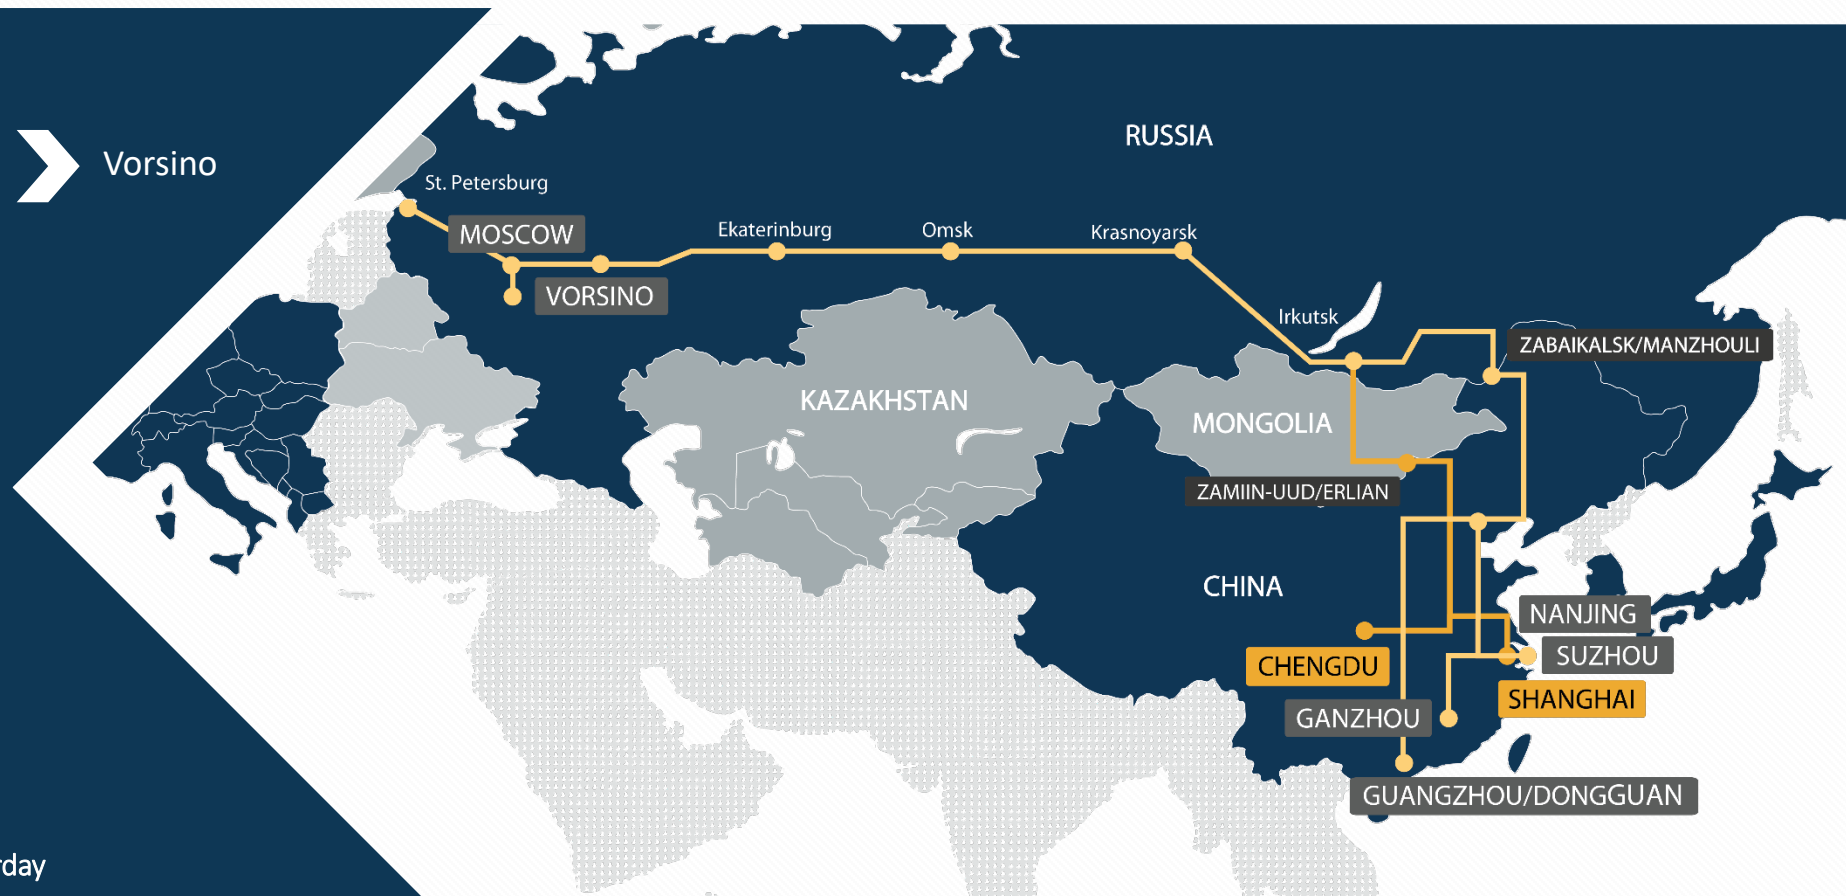 Vorsino
RUSSIA
St. Petersburg
MOSCOW
Ekaterinburg
Omsk
Krasnoyarsk
VORSINO
Irkutsk
ZABAIKALSK/MANZHOULI
KAZAKHSTAN
MONGOLIA
ZAMIIN-UUD/ERLIAN
CHINA
NANJING
SUZHOU
CHENGDU
SHANGHAI
GANZHOU
GUANGZHOU/DONGGUAN
rday